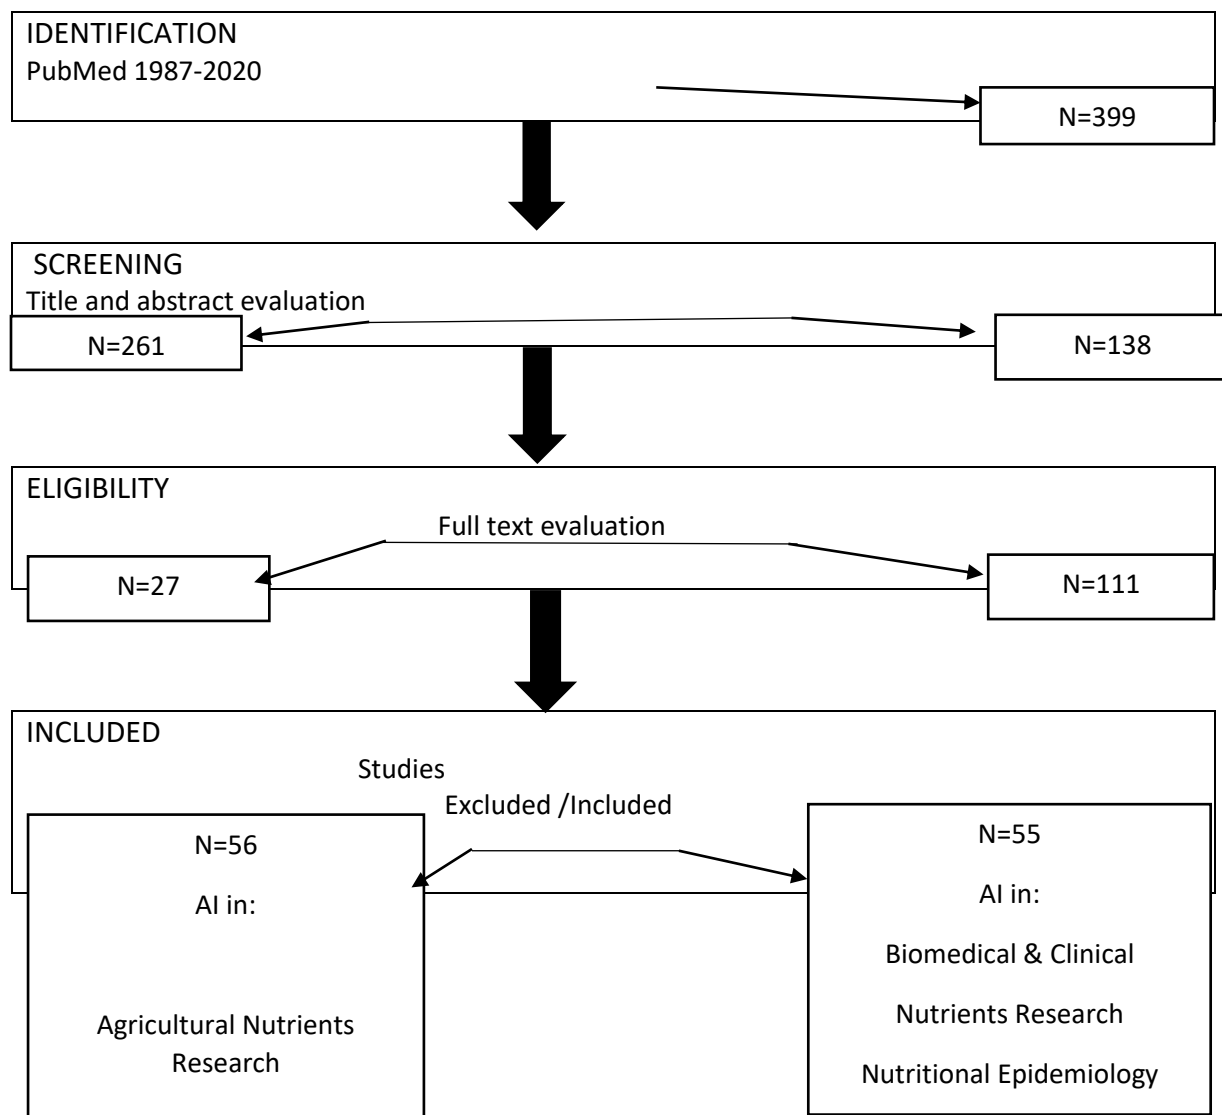 IDENTIFICATION
PubMed 1987-2020
N=399
SCREENING
Title and abstract evaluation
N=261
N=138
ELIGIBILITY
Full text evaluation
N=27
N=111
INCLUDED
Studies
Excluded /Included
N=56
AI in:
Agricultural Nutrients
Research
N=55
AI in:
Biomedical & Clinical
Nutrients Research
Nutritional Epidemiology